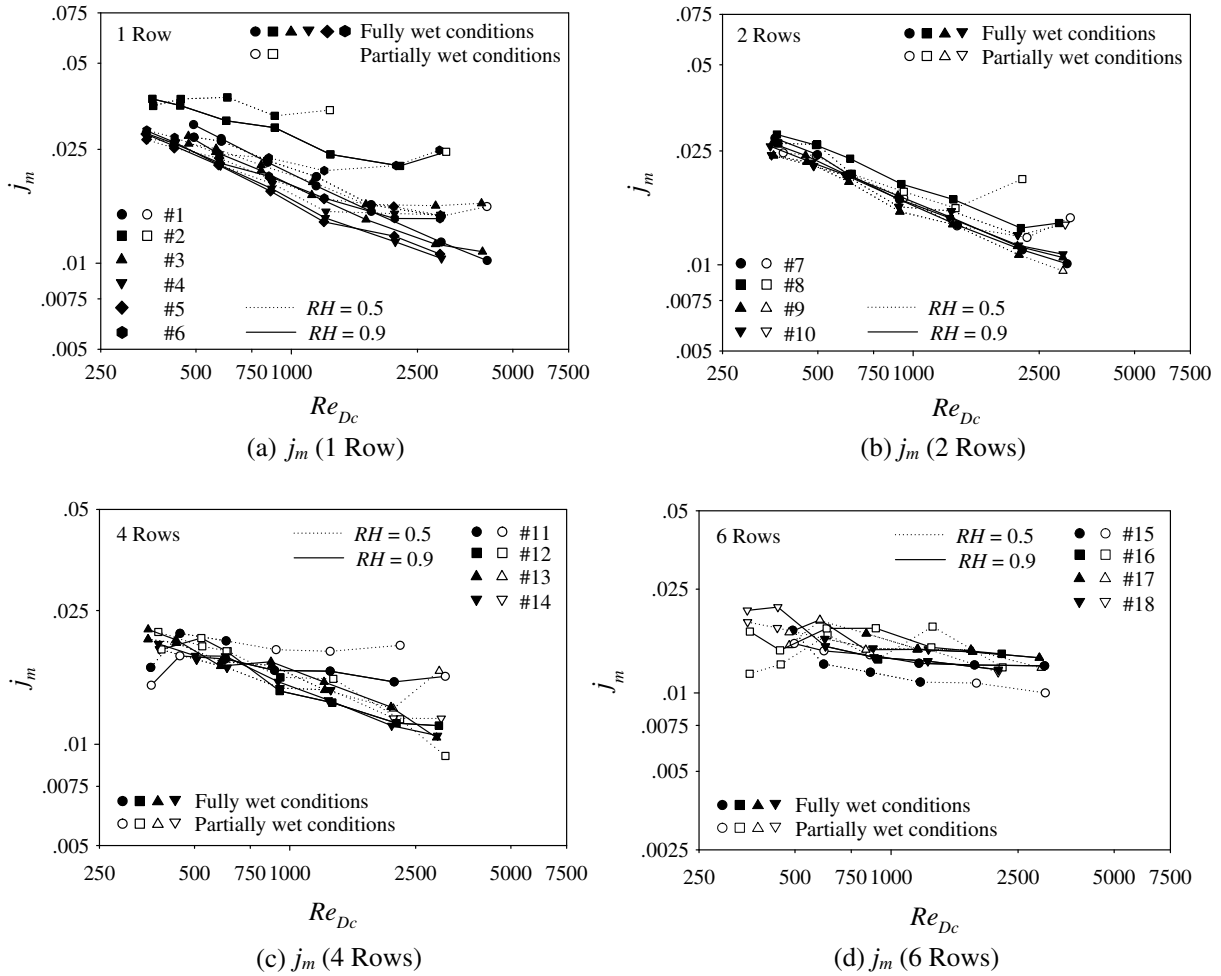 1 Row
Fully wet conditions
Partially wet conditions
.075
.05
.025
.01
.0075
.005
j_m
#1
#2
#3
#4
#5
#6
RH = 0.5
RH = 0.9
250 500 750 1000 2500 5000 7500
Re_Dc
(a) j_m (1 Row)
2 Rows
Fully wet conditions
Partially wet conditions
.075
.05
.025
.01
.0075
.005
j_m
#7
#8
#9
#10
RH = 0.5
RH = 0.9
250 500 750 1000 2500 5000 7500
Re_Dc
(b) j_m (2 Rows)
4 Rows
RH = 0.5
RH = 0.9
#11
#12
#13
#14
.05
.025
.01
.0075
.005
j_m
Fully wet conditions
Partially wet conditions
250 500 750 1000 2500 5000 7500
Re_Dc
(c) j_m (4 Rows)
6 Rows
RH = 0.5
RH = 0.9
#15
#16
#17
#18
.05
.025
.01
.0075
.005
.0025
j_m
Fully wet conditions
Partially wet conditions
250 500 750 1000 2500 5000 7500
Re_Dc
(d) j_m (6 Rows)